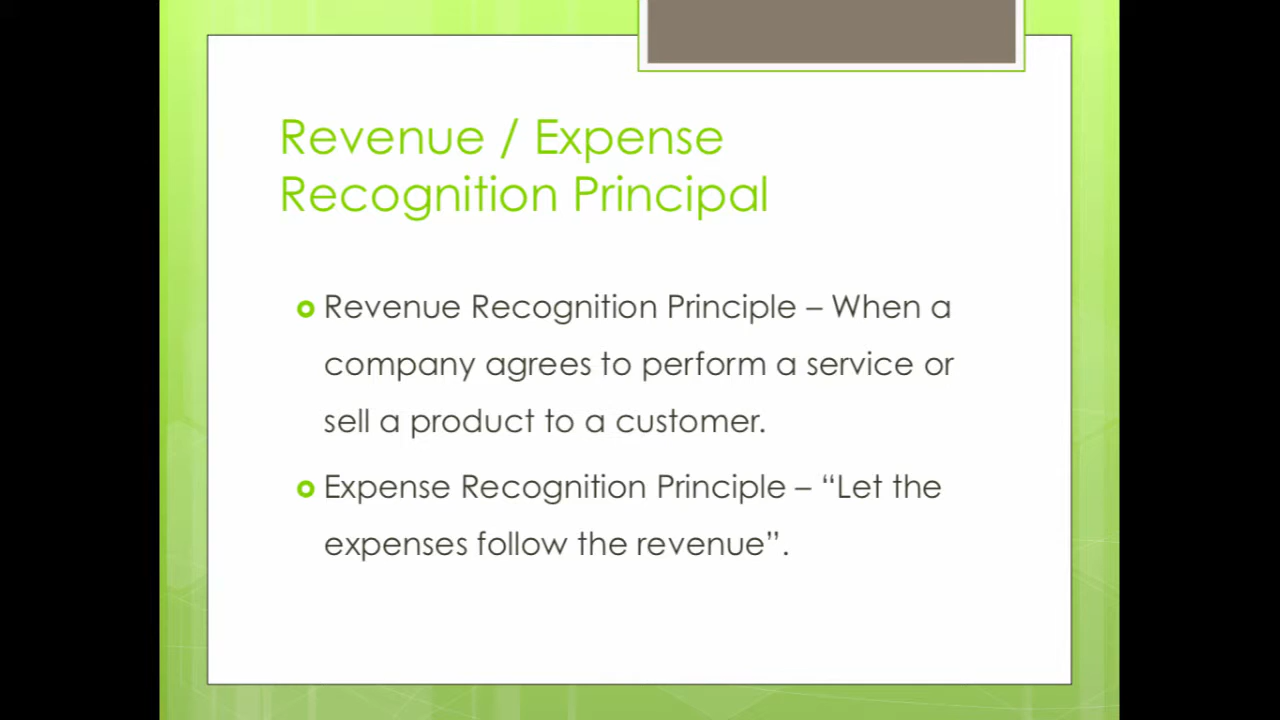 Revenue / Expense
Recognition Principal
Revenue Recognition Principle – When a
company agrees to perform a service or
sell a product to a customer.
Expense Recognition Principle – “Let the
expenses follow the revenue”.